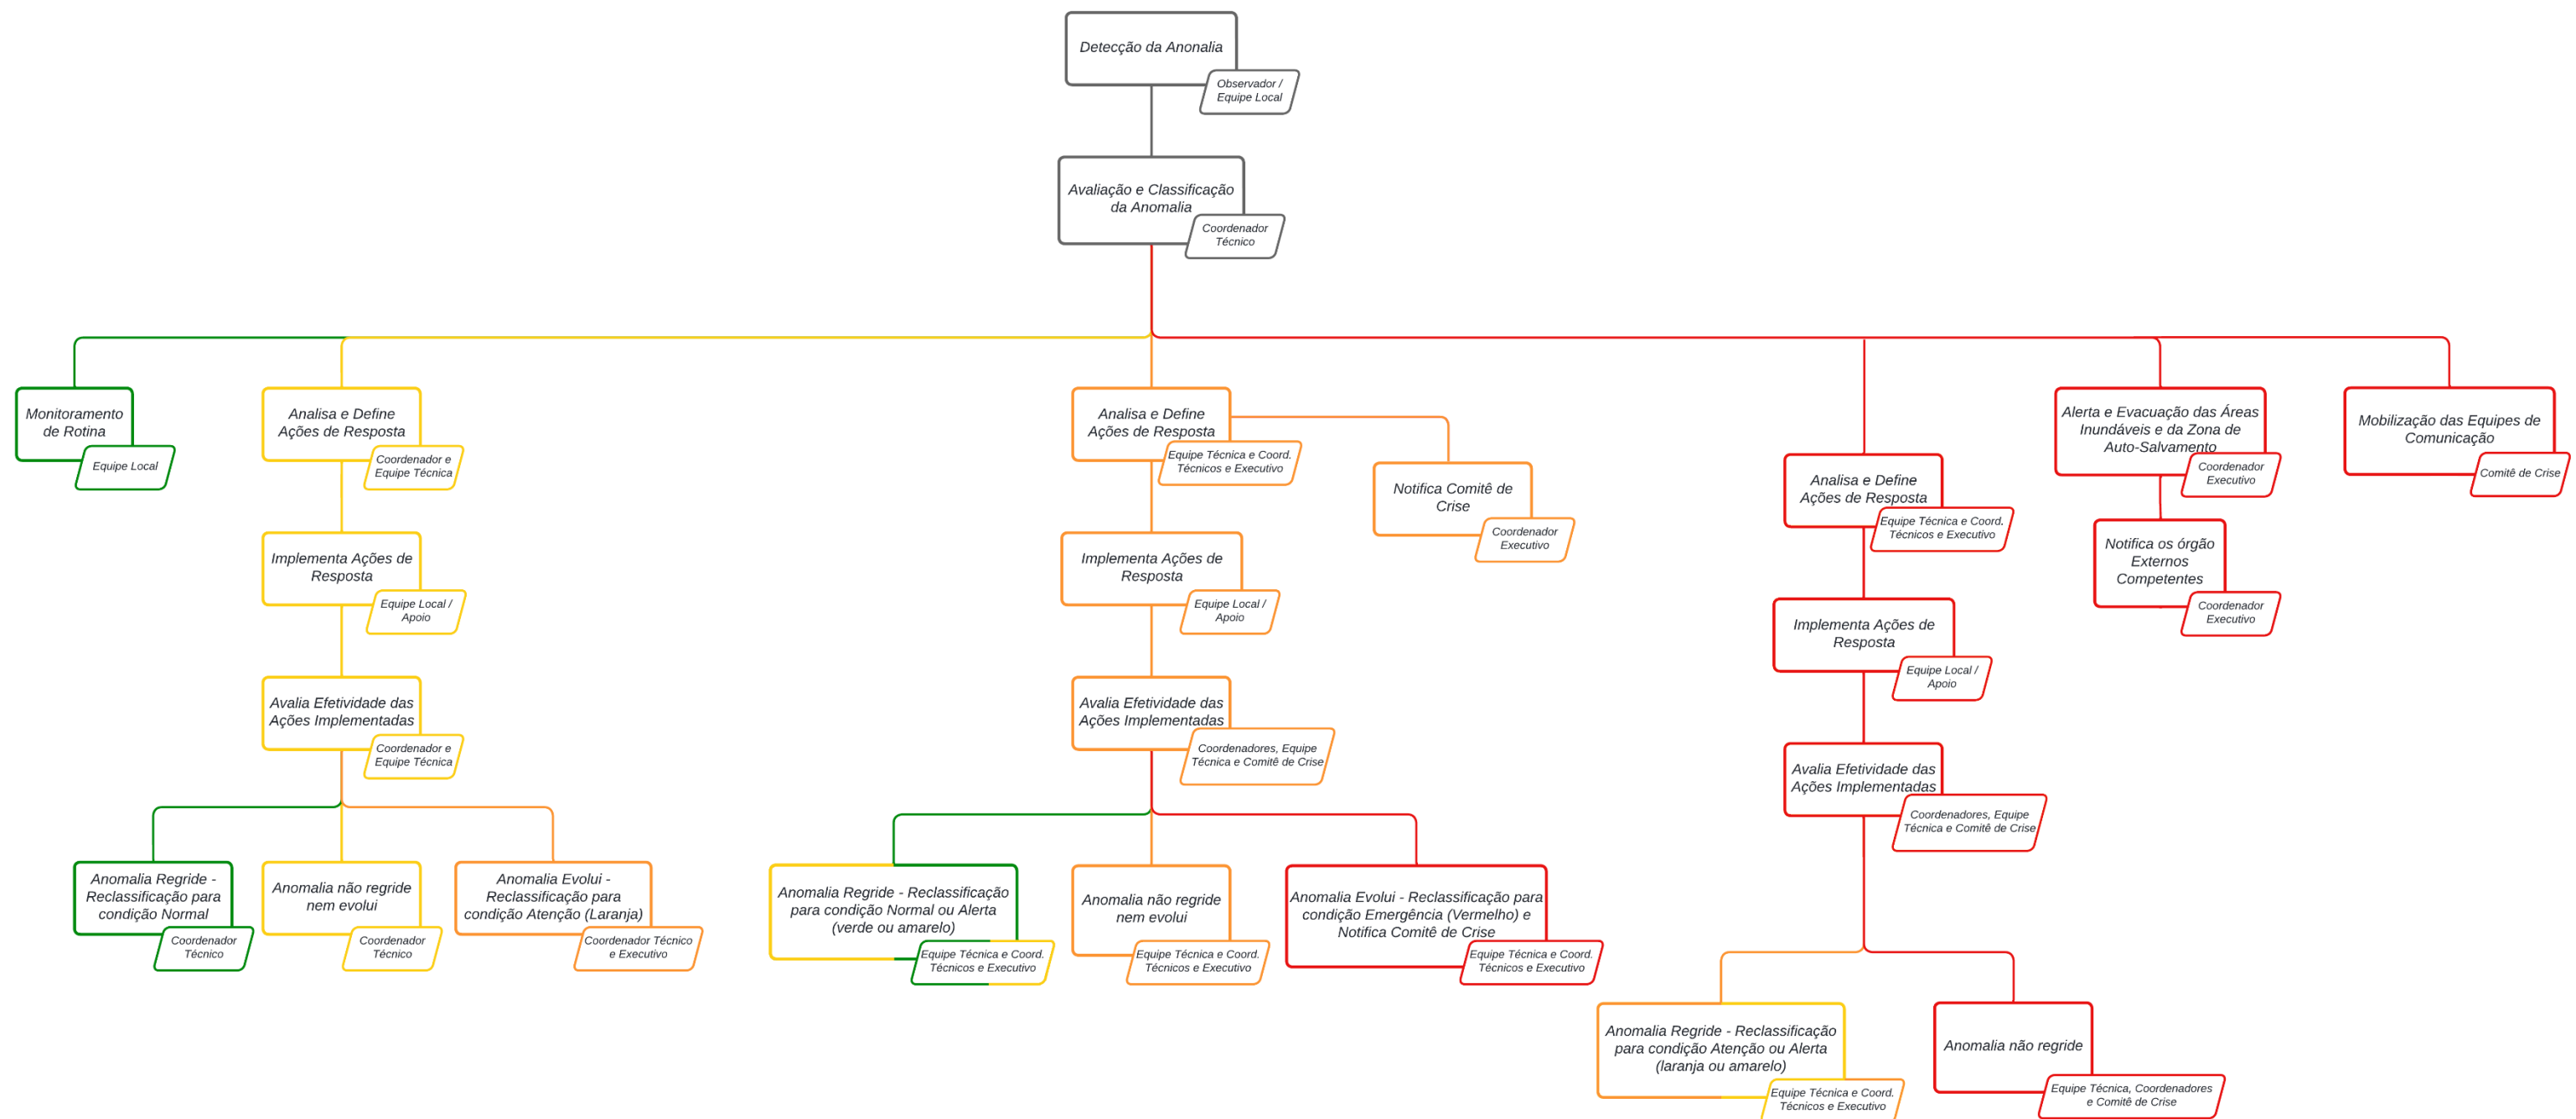 Detecção da Anonalia
Observador /
Equipe Local
Avaliação e Classificação
da Anomalia
Coordenador
Técnico
Monitoramento
de Rotina
Equipe Local
Analisa e Define
Ações de Resposta
Coordenador e
Equipe Técnica
Implementa Ações de
Resposta
Equipe Local /
Apoio
Avalia Efetividade das
Ações Implementadas
Coordenador e
Equipe Técnica
Anomalia Regride -
Reclassificação para
condição Normal
Coordenador
Técnico
Anomalia não regride
nem evolui
Coordenador
Técnico
Anomalia Evolui -
Reclassificação para
condição Atenção (Laranja)
Coordenador Técnico
e Executivo
Analisa e Define
Ações de Resposta
Equipe Técnica e Coord.
Técnicos e Executivo
Notifica Comitê de
Crise
Coordenador
Executivo
Implementa Ações de
Resposta
Equipe Local /
Apoio
Avalia Efetividade das
Ações Implementadas
Coordenadores, Equipe
Técnica e Comitê de Crise
Anomalia Regride - Reclassificação
para condição Normal ou Alerta
(verde ou amarelo)
Equipe Técnica e Coord.
Técnicos e Executivo
Anomalia não regride
nem evolui
Equipe Técnica e Coord.
Técnicos e Executivo
Anomalia Evolui - Reclassificação para
condição Emergência (Vermelho) e
Notifica Comitê de Crise
Equipe Técnica e Coord.
Técnicos e Executivo
Analisa e Define
Ações de Resposta
Equipe Técnica e Coord.
Técnicos e Executivo
Implementa Ações de
Resposta
Equipe Local /
Apoio
Avalia Efetividade das
Ações Implementadas
Coordenadores, Equipe
Técnica e Comitê de Crise
Anomalia Regride - Reclassificação
para condição Atenção ou Alerta
(laranja ou amarelo)
Equipe Técnica e Coord.
Técnicos e Executivo
Anomalia não regride
Equipe Técnica, Coordenadores
e Comitê de Crise
Alerta e Evacuação das Áreas
Inundáveis e da Zona de
Auto-Salvamento
Coordenador
Executivo
Notifica os órgão
Externos
Competentes
Coordenador
Executivo
Mobilização das Equipes de
Comunicação
Comitê de Crise